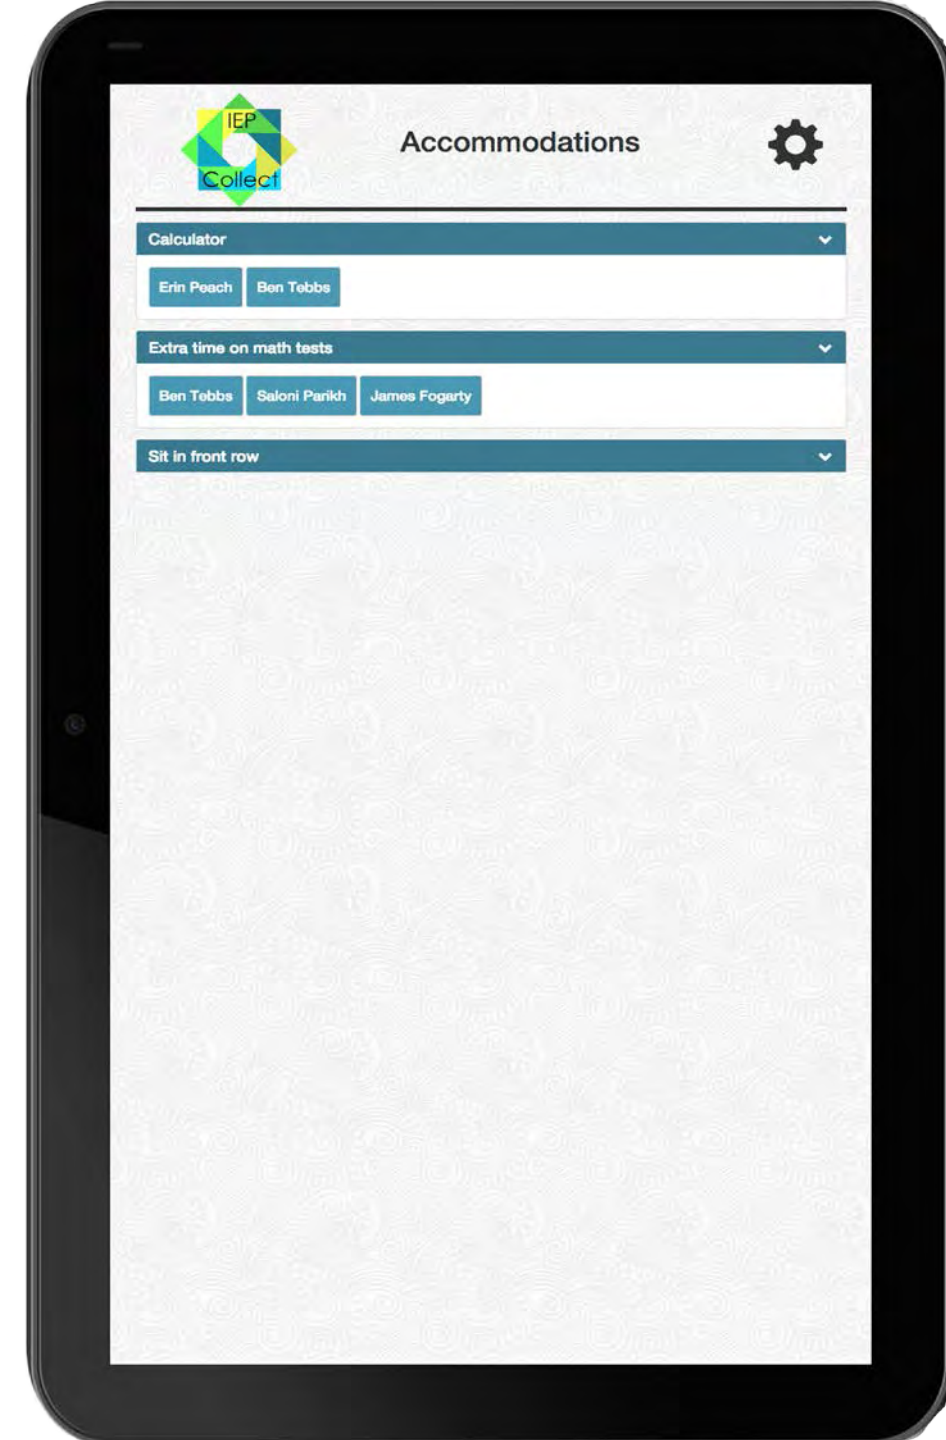 IEP
Collect
Accommodations
Calculator
Erin Peach Ben Tebbs
Extra time on math tests
Ben Tebbs Saloni Parikh James Fogarty
Sit in front row